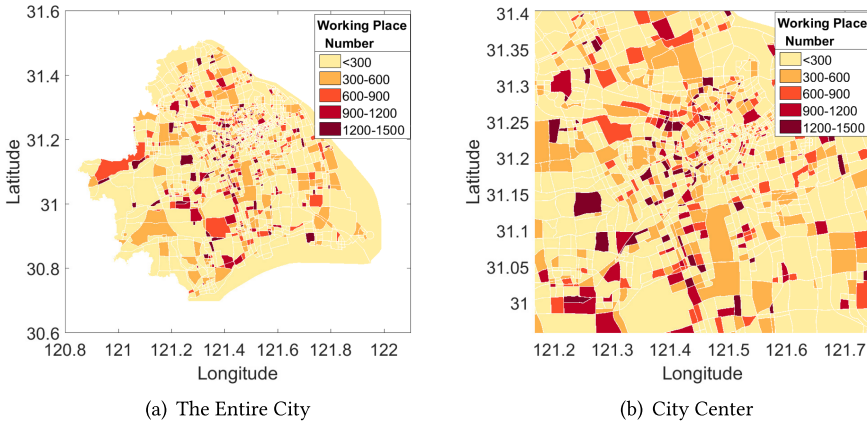 31.6
31.4
31.2
31
30.8
30.6
Latitude
120.8 121 121.2 121.4 121.6 121.8 122
Longitude
Working Place
Number
<300
300-600
600-900
900-1200
1200-1500
(a) The Entire City
31.4
31.35
31.3
31.25
31.2
31.15
31.1
31.05
31
Latitude
121.2 121.3 121.4 121.5 121.6 121.7
Longitude
Working Place
Number
<300
300-600
600-900
900-1200
1200-1500
(b) City Center